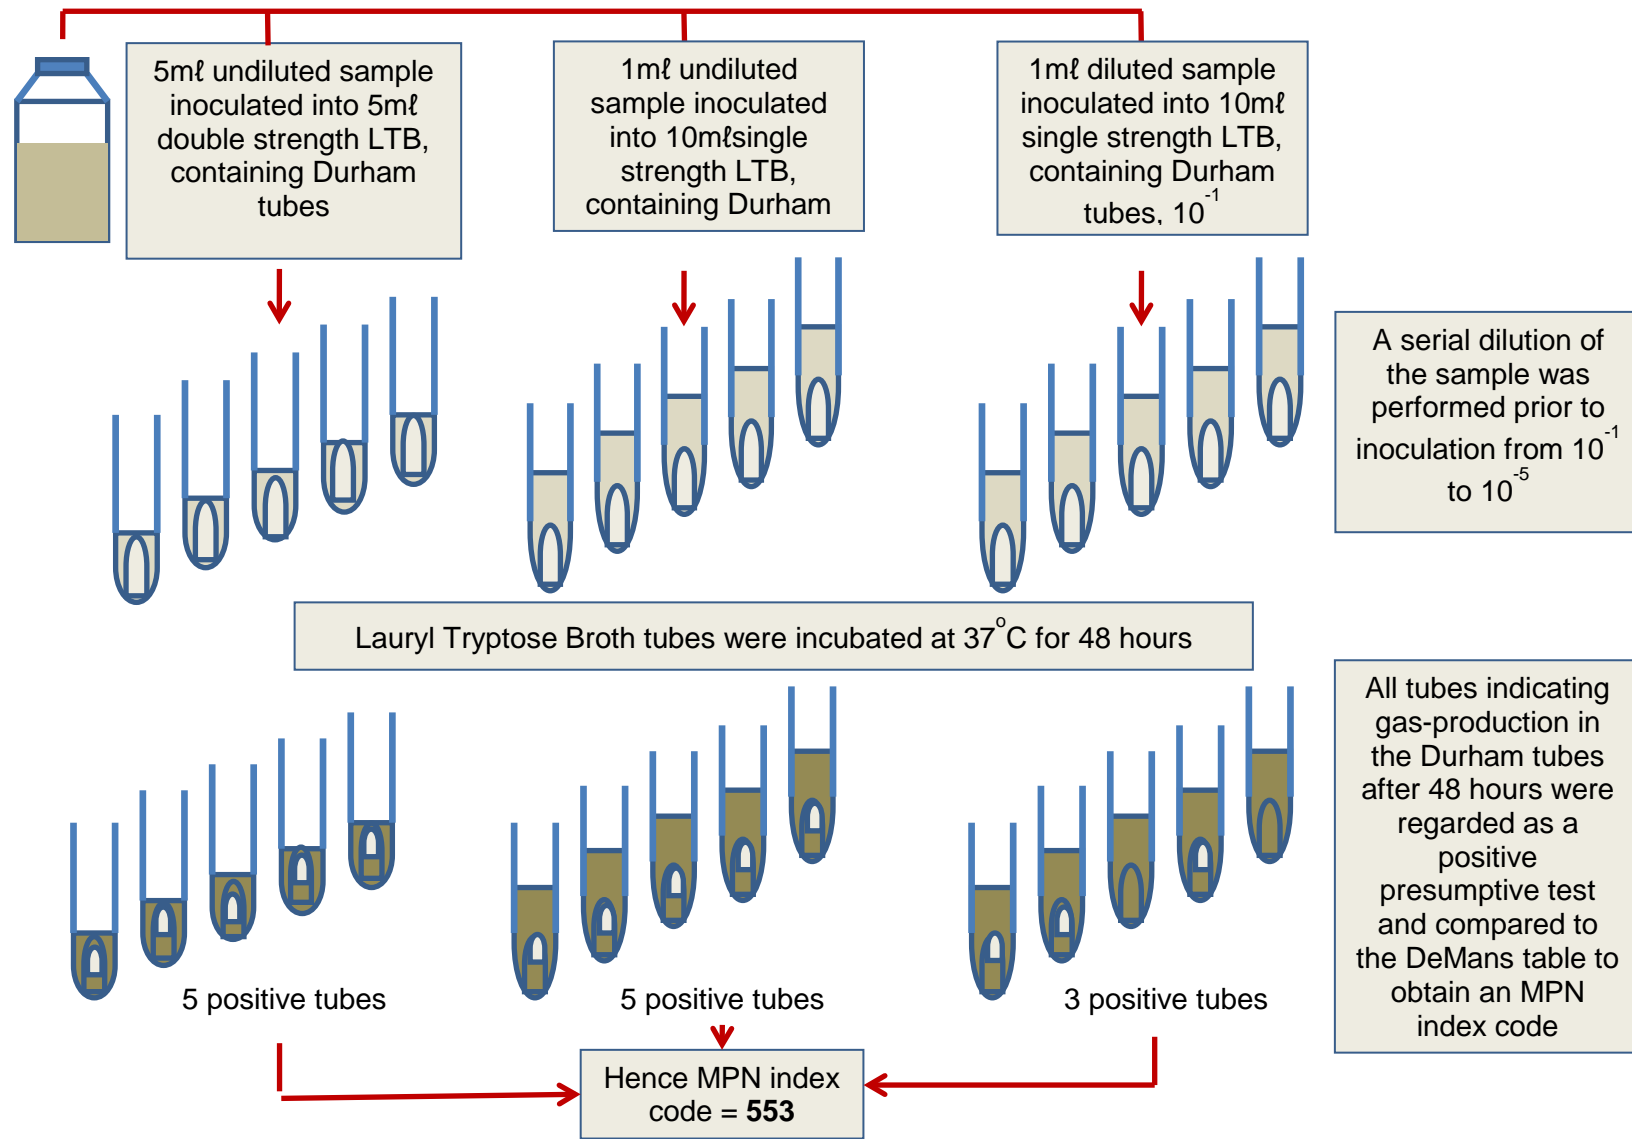 5mℓ undiluted sample
inoculated into 5mℓ
double strength LTB,
containing Durham
tubes
1mℓ undiluted
sample inoculated
into 10mℓsingle
strength LTB,
containing Durham
1mℓ diluted sample
inoculated into 10mℓ
single strength LTB,
containing Durham
tubes, 10⁻¹
A serial dilution of
the sample was
performed prior to
inoculation from 10⁻¹
to 10⁻⁵
Lauryl Tryptose Broth tubes were incubated at 37°C for 48 hours
All tubes indicating
gas-production in
the Durham tubes
after 48 hours were
regarded as a
positive
presumptive test
and compared to
the DeMans table to
obtain an MPN
index code
5 positive tubes
5 positive tubes
3 positive tubes
Hence MPN index
code = 553